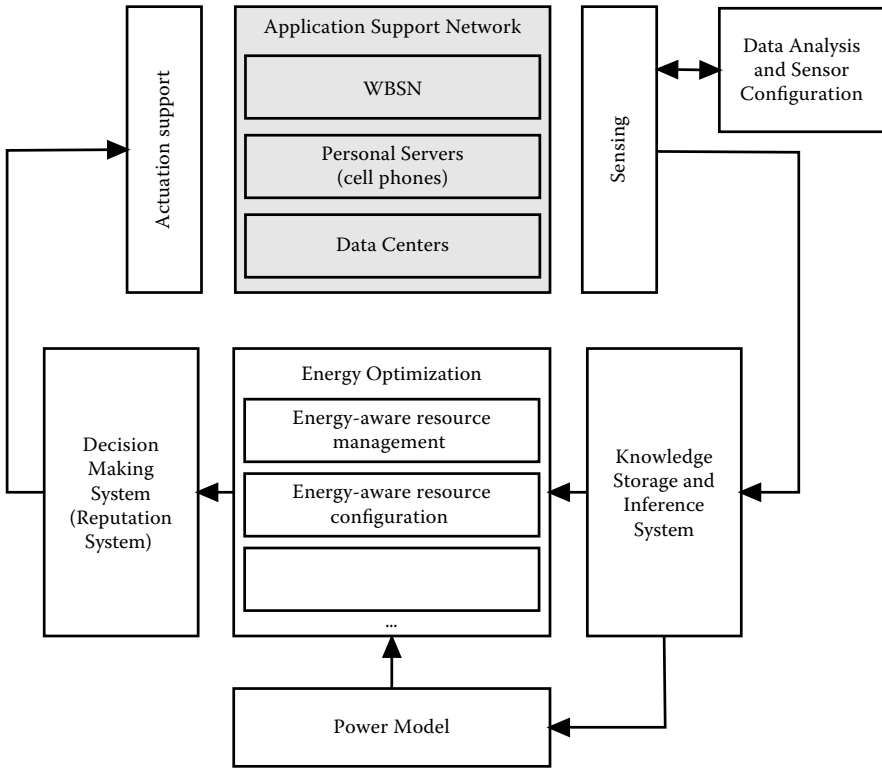 Application Support Network
WBSN
Personal Servers
(cell phones)
Data Centers
Actuation support
Sensing
Data Analysis
and Sensor
Configuration
Decision
Making
System
(Reputation
System)
Energy Optimization
Energy-aware resource
management
Energy-aware resource
configuration
...
Knowledge
Storage and
Inference
System
Power Model